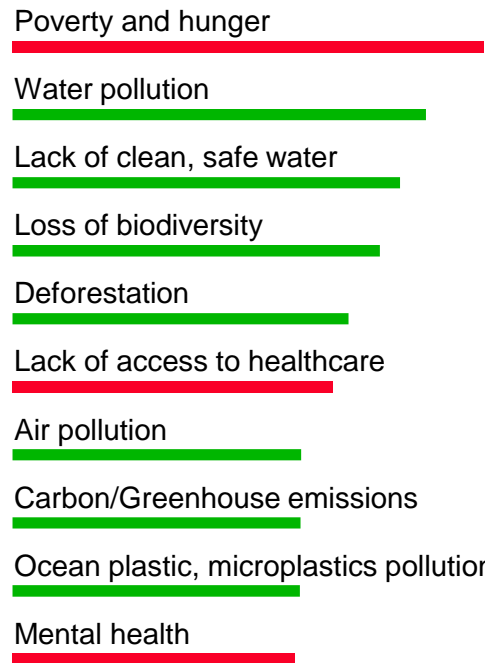 Poverty and hunger
Water pollution
Lack of clean, safe water
Loss of biodiversity
Deforestation
Lack of access to healthcare
Air pollution
Carbon/Greenhouse emissions
Ocean plastic, microplastics pollution
Mental health